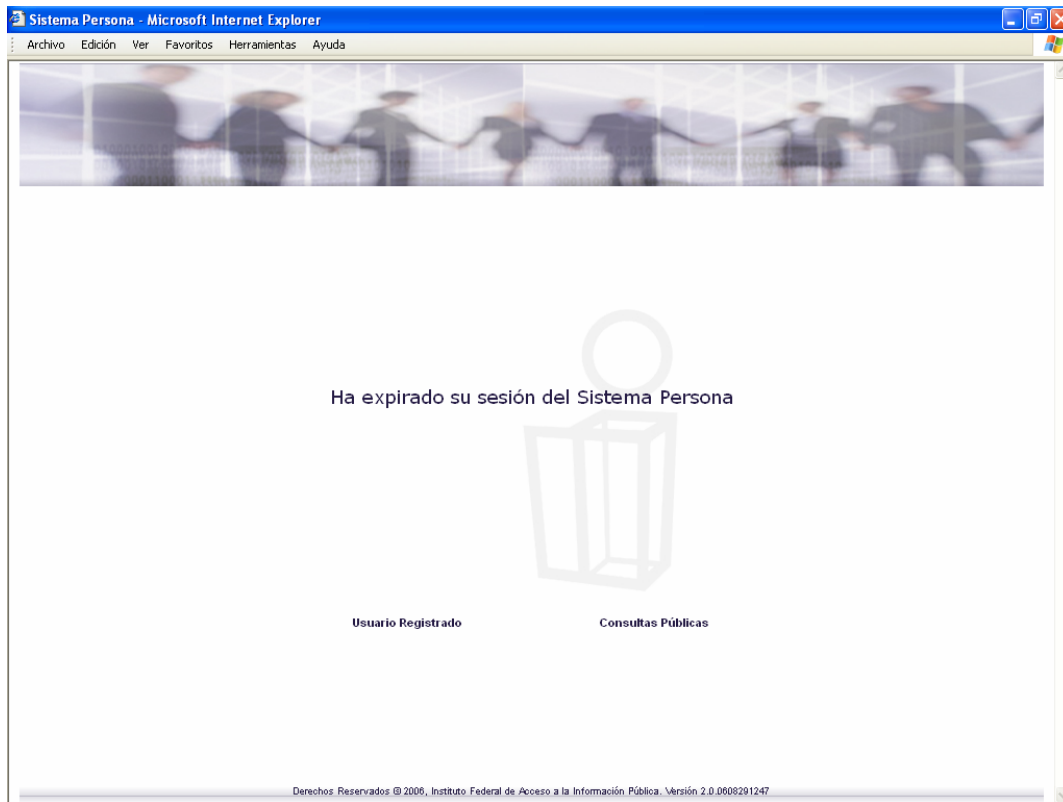 Sistema Persona - Microsoft Internet Explorer
Archivo Edición Ver Favoritos Herramientas Ayuda
Ha expirado su sesión del Sistema Persona
Usuario Registrado Consultas Públicas
Derechos Reservados @ 2006, Instituto Federal de Acceso a la Información Pública. Versión 2.0.0608291247